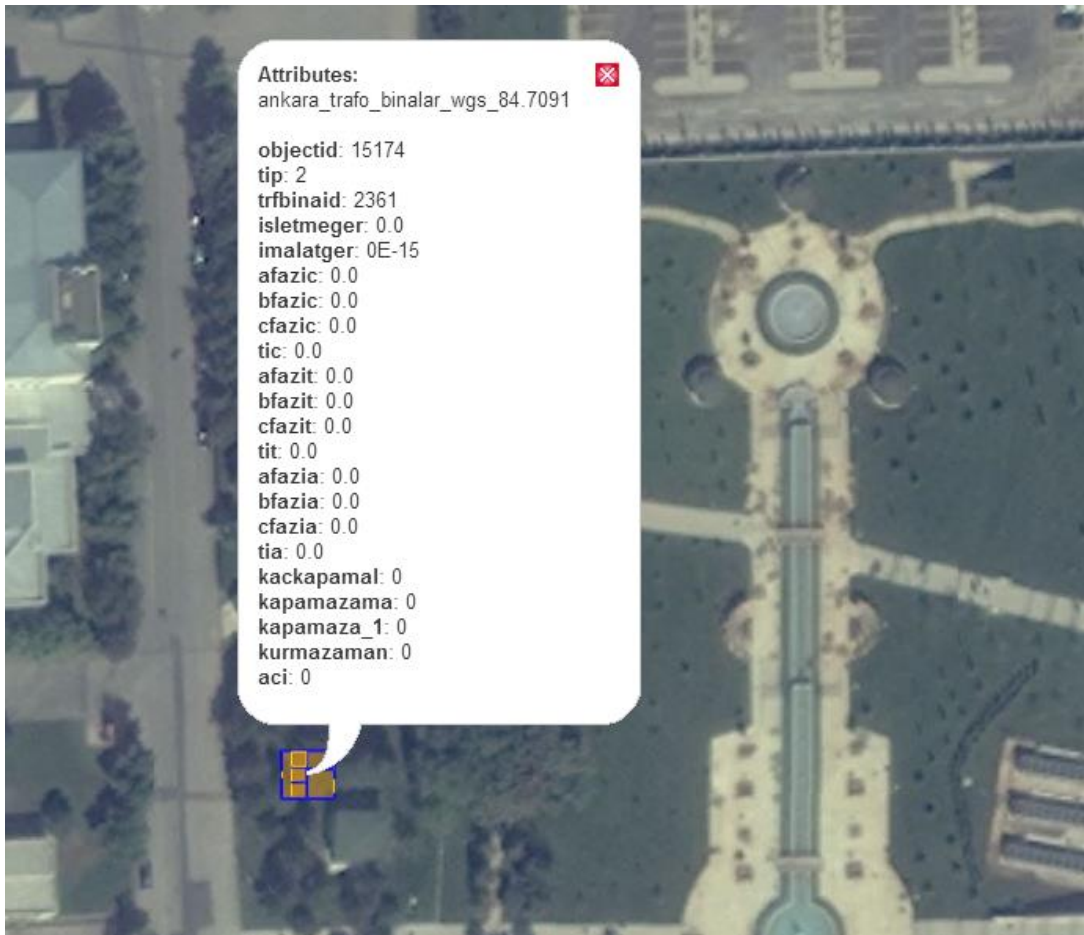 Attributes:
ankara_trafo_binalar_wgs_84.7091
objectid: 15174
tip: 2
trfbinaid: 2361
isletmeger: 0.0
imalatger: 0E-15
afazic: 0.0
bfazic: 0.0
cfazic: 0.0
tic: 0.0
afazit: 0.0
bfazit: 0.0
cfazit: 0.0
tit: 0.0
afazia: 0.0
bfazia: 0.0
cfazia: 0.0
tia: 0.0
kackapamal: 0
kapamazama: 0
kapamaza_1: 0
kurmazaman: 0
aci: 0